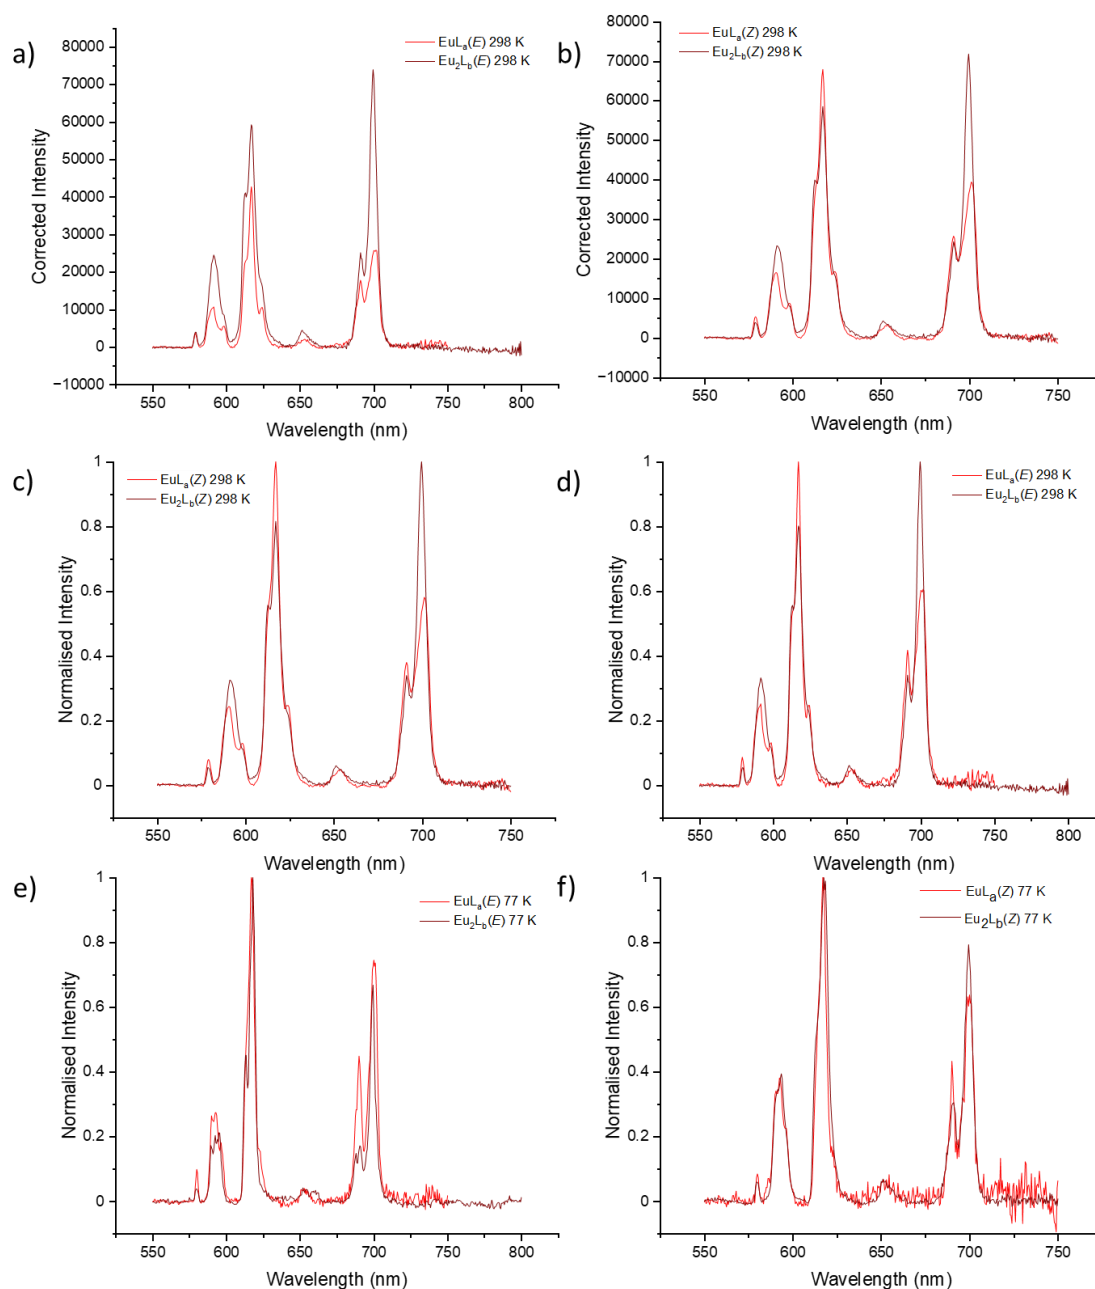 a)
EuLa(E) 298 K
Eu2Lb(E) 298 K
80000
70000
60000
50000
40000
30000
20000
10000
0
−10000
Corrected Intensity
550 600 650 700 750 800
Wavelength (nm)
b)
EuLa(Z) 298 K
Eu2Lb(Z) 298 K
80000
70000
60000
50000
40000
30000
20000
10000
0
−10000
Corrected Intensity
550 600 650 700 750
Wavelength (nm)
c)
EuLa(Z) 298 K
Eu2Lb(Z) 298 K
1
0.8
0.6
0.4
0.2
0
Normalised Intensity
550 600 650 700 750
Wavelength (nm)
d)
EuLa(E) 298 K
Eu2Lb(E) 298 K
1
0.8
0.6
0.4
0.2
0
Normalised Intensity
550 600 650 700 750 800
Wavelength (nm)
e)
EuLa(E) 77 K
Eu2Lb(E) 77 K
1
0.8
0.6
0.4
0.2
0
Normalised Intensity
550 600 650 700 750 800
Wavelength (nm)
f)
EuLa(Z) 77 K
Eu2Lb(Z) 77 K
1
0.8
0.6
0.4
0.2
0
Normalised Intensity
550 600 650 700 750
Wavelength (nm)